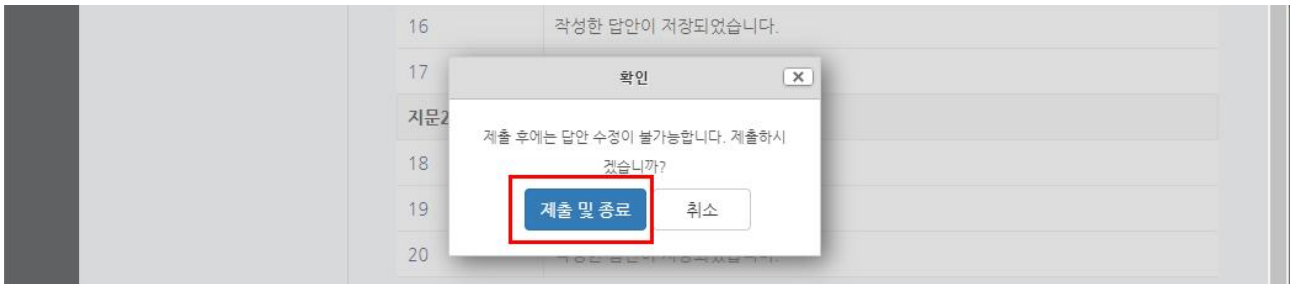 16 작성한 답안이 저장되었습니다.
17
확인
지문2
제출 후에는 답안 수정이 불가능합니다. 제출하시
겠습니까?
18
19
제출 및 종료 취소
20